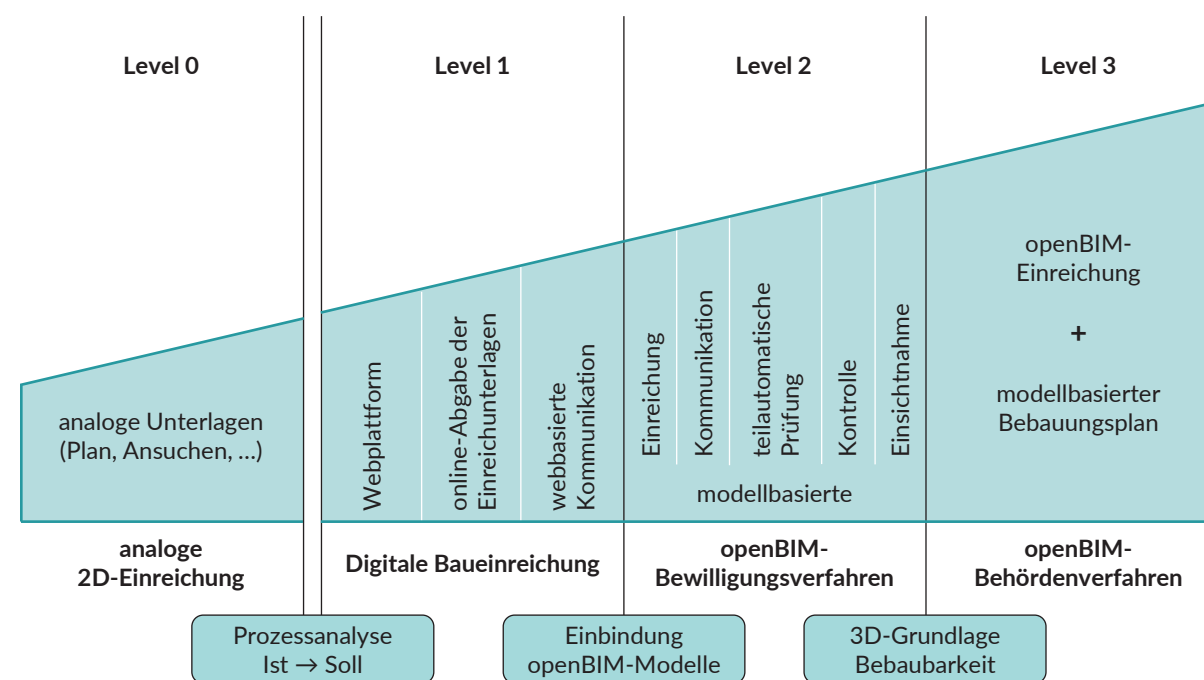 Level 0
Level 1
Level 2
Level 3
analoge Unterlagen
(Plan, Ansuchen, ...)
Webplattform
online-Abgabe der
Einreichunterlagen
webbasierte
Kommunikation
Einreichung
Kommunikation
teilautomatische
Prüfung
Kontrolle
Einsichtnahme
modellbasierte
openBIM-
Einreichung
+
modellbasierter
Bebauungsplan
analoge
2D-Einreichung
Digitale Baueinreichung
openBIM-
Bewilligungsverfahren
openBIM-
Behördenverfahren
Prozessanalyse
Ist → Soll
Einbindung
openBIM-Modelle
3D-Grundlage
Bebaubarkeit